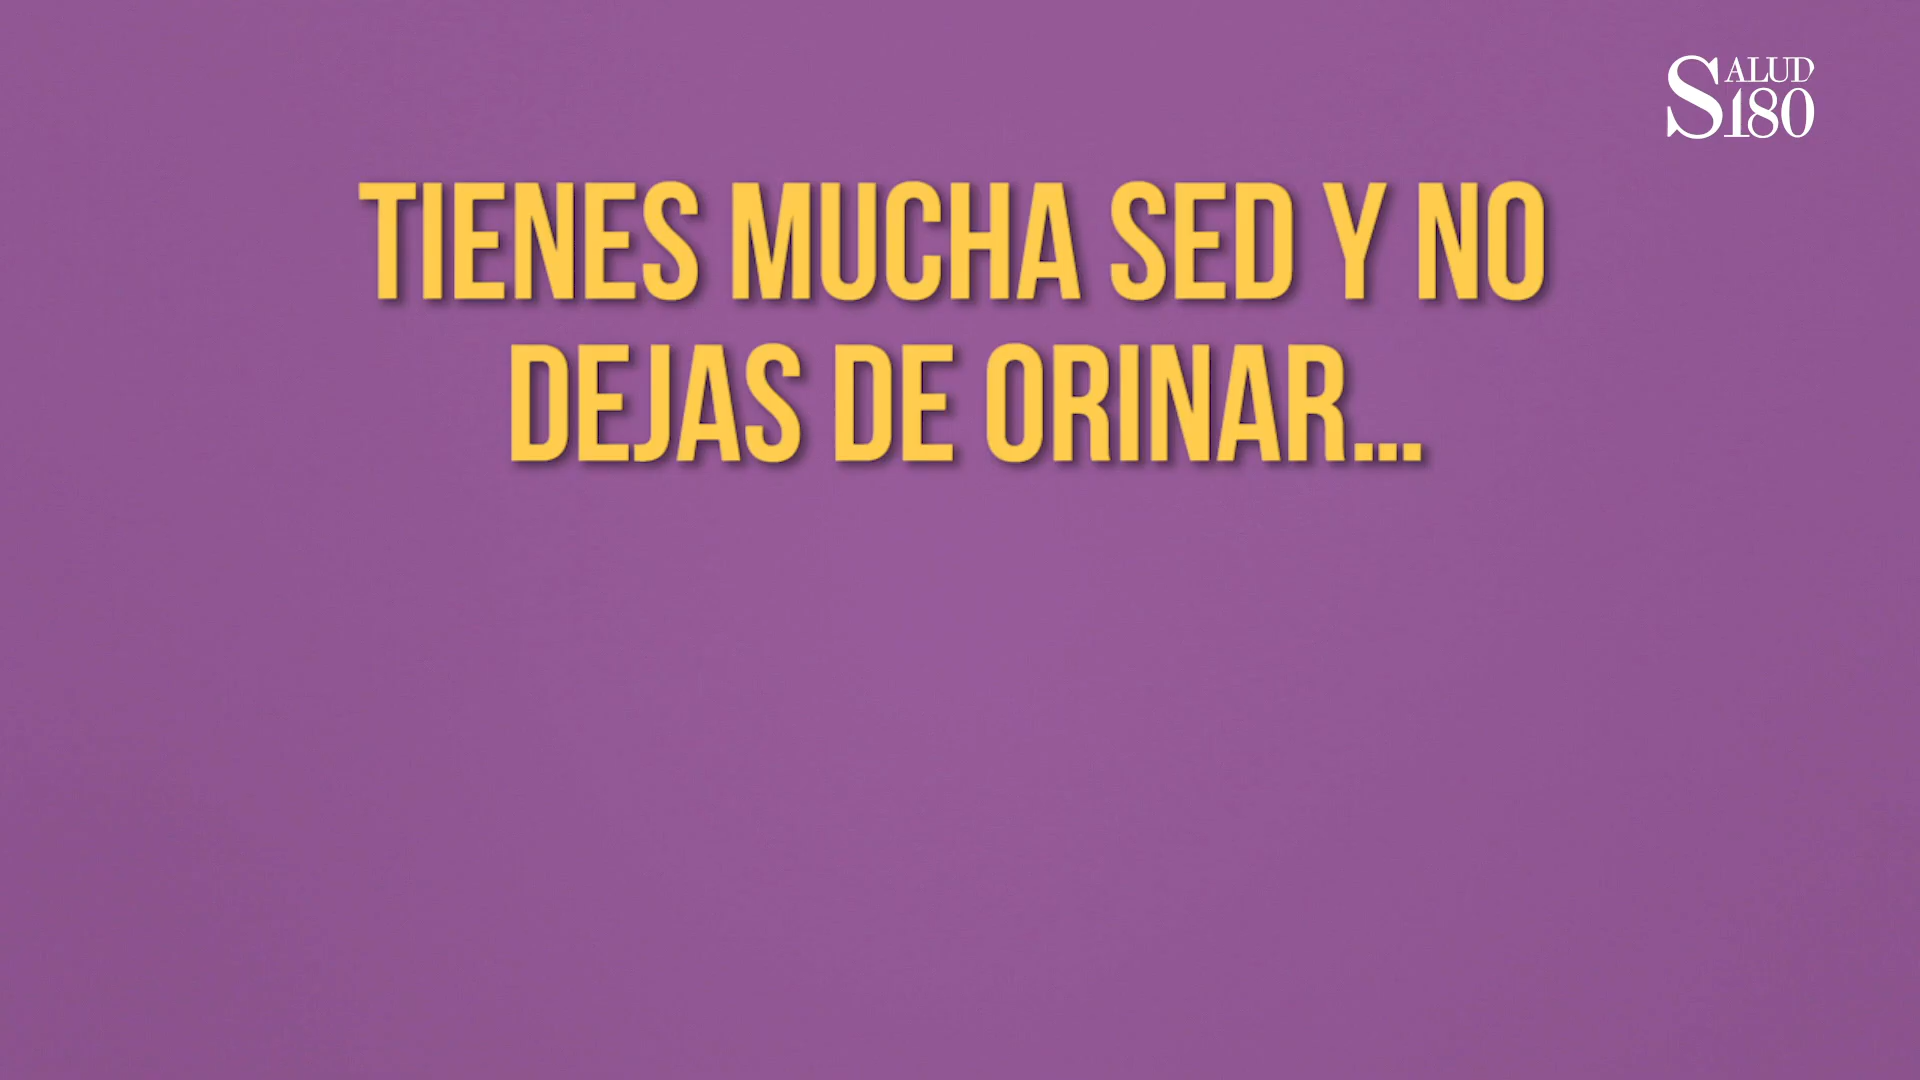 SALUD
180
TIENES MUCHA SED Y NO
DEJAS DE ORINAR...